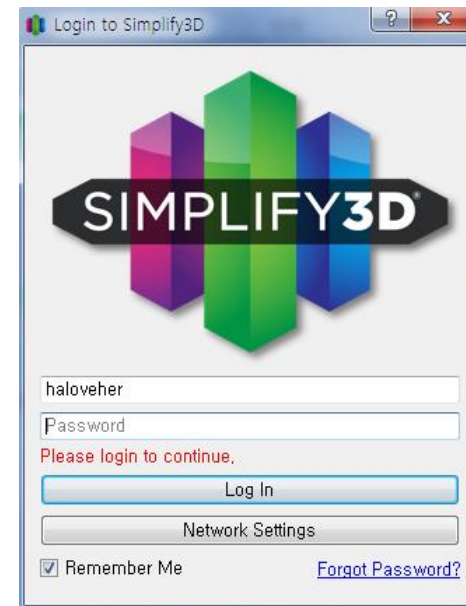 Login to Simplify3D
SIMPLIFY3D®
haloveher
Password
Please login to continue,
Log In
Network Settings
Remember Me
Forgot Password?